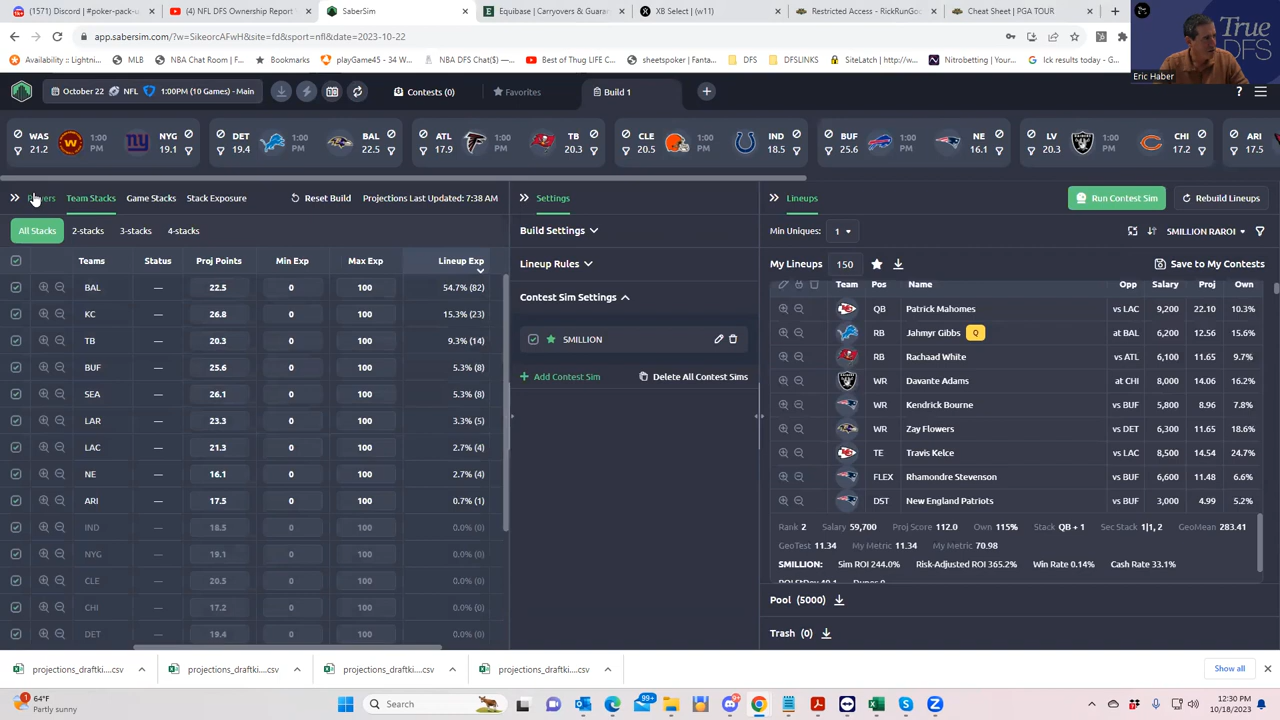 (1571) Discord | #poker-pack-u
(4) NFL DFS Ownership Report
SaberSim
Equibase | Carryovers & Guaran
XB Select | (w11)
Restricted Access - RickRunGo
Cheat Sheet | PGA TOUR
app.sabersim.com/?w=SikeorcAFwH&site=fd&sport=nfl&date=2023-10-22
Availability :: Lightni...
MLB
NBA Chat Room | F...
Bookmarks
playGame45 - 34 W...
NBA DFS Chat($) -...
Best of Thug LIFE C...
sheetspoker | Fanta...
DFS
DFSLINKS
SiteLatch | http://w...
Nitrobetting | (You...
Ick results today | G...
True
DFS
Eric Haber
October 22 NFL 1:00PM (10 Games) - Main
Contests (0)
Favorites
Build 1
?
WAS 21.2 1:00 PM NYG 19.1
DET 19.4 1:00 PM BAL 22.5
ATL 17.9 1:00 PM TB 20.3
CLE 20.5 1:00 PM IND 18.5
BUF 25.6 1:00 PM NE 16.1
LV 20.3 1:00 PM CHI 17.2
ARI 17.5
Players Team Stacks Game Stacks Stack Exposure Reset Build Projections Last Updated: 7:38 AM
Settings
Lineups Run Contest Sim Rebuild Lineups
All Stacks 2-stacks 3-stacks 4-stacks
Build Settings
Min Uniques: 1 $MILLION RAROI
Teams Status Proj Points Min Exp Max Exp Lineup Exp
BAL — 22.5 0 100 54.7% (82)
KC — 26.8 0 100 15.3% (23)
TB — 20.3 0 100 9.3% (14)
BUF — 25.6 0 100 5.3% (8)
SEA — 26.1 0 100 5.3% (8)
LAR — 23.3 0 100 3.3% (5)
LAC — 21.3 0 100 2.7% (4)
NE — 16.1 0 100 2.7% (4)
ARI — 17.5 0 100 0.7% (1)
IND — 18.5 0 100 0.0% (0)
NYG — 19.1 0 100 0.0% (0)
CLE — 20.5 0 100 0.0% (0)
CHI — 17.2 0 100 0.0% (0)
DET — 19.4 0 100 0.0% (0)
Lineup Rules
Contest Sim Settings
$MILLION
+ Add Contest Sim Delete All Contest Sims
My Lineups 150 Save to My Contests
Team Pos Name Opp Salary Proj Own
QB Patrick Mahomes vs LAC 9,200 22.10 10.3%
RB Jahmyr Gibbs Q at BAL 6,200 12.56 15.6%
RB Rachaad White vs ATL 6,100 11.65 9.7%
WR Davante Adams at CHI 8,000 14.06 16.2%
WR Kendrick Bourne vs BUF 5,800 8.96 7.8%
WR Zay Flowers vs DET 6,300 11.65 18.6%
TE Travis Kelce vs LAC 8,500 14.54 24.7%
FLEX Rhamondre Stevenson vs BUF 6,600 11.48 6.6%
DST New England Patriots vs BUF 3,000 4.99 5.2%
Rank 2 Salary 59,700 Proj Score 112.0 Own 115% Stack QB + 1 Sec Stack 1|1, 2 GeoMean 283.41
GeoTest 11.34 My Metric 11.34 My Metric 70.98
$MILLION: Sim ROI 244.0% Risk-Adjusted ROI 365.2% Win Rate 0.14% Cash Rate 33.1%
Pool (5000)
Trash (0)
projections_draftki....csv
projections_draftki....csv
projections_draftki....csv
projections_draftki....csv
Show all
1
64°F
Partly sunny
Search
99+
12:30 PM
10/18/2023